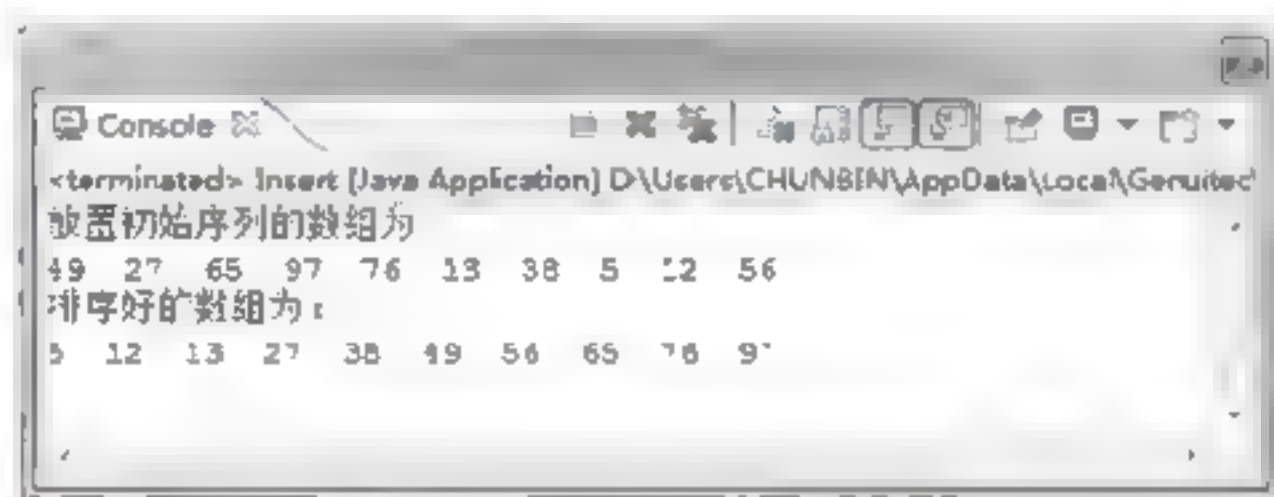 Console
<terminated> Insert [Java Application] D:\Users\CHUNBIN\AppData\Local\Genuitec\
放置初始序列的数组为
49 27 65 97 76 13 38 5 12 56
排序好的数组为：
5 12 13 27 38 49 56 65 76 97